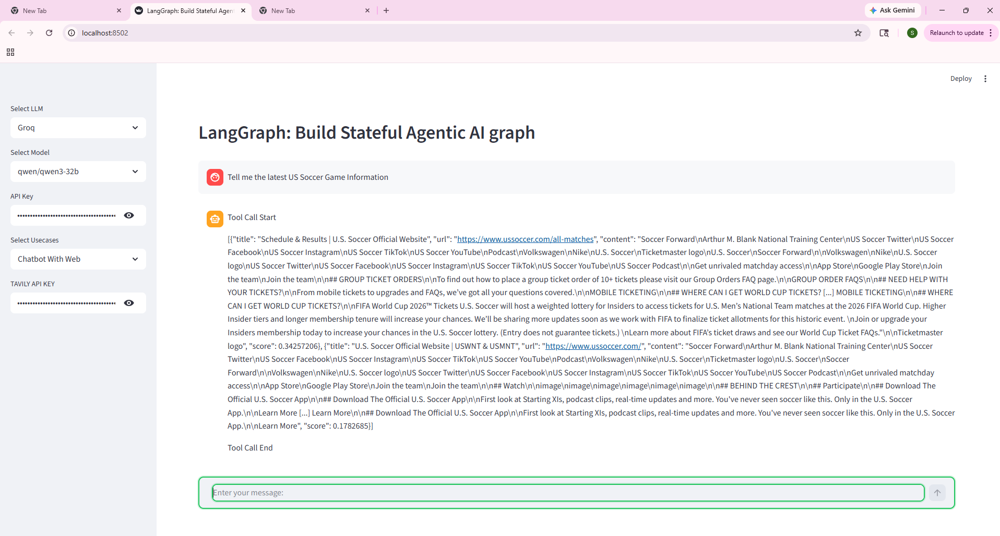 New Tab
LangGraph: Build Stateful Agen
New Tab
Ask Gemini
localhost:8502
S
Relaunch to update
Deploy
Select LLM
Groq
Select Model
qwen/qwen3-32b
API Key
Select Usecases
Chatbot With Web
TAVILY API KEY
LangGraph: Build Stateful Agentic AI graph
Tell me the latest US Soccer Game Information
Tool Call Start
[{"title": "Schedule & Results | U.S. Soccer Official Website", "url": "https://www.ussoccer.com/all-matches", "content": "Soccer Forward\nArthur M. Blank National Training Center\nUS Soccer Twitter\nUS Soccer
Facebook\nUS Soccer Instagram\nUS Soccer TikTok\nUS Soccer YouTube\nPodcast\nVolkswagen\nNike\nU.S. Soccer\nTicketmaster logo\nU.S. Soccer\nSoccer Forward\n\nVolkswagen\nNike\nU.S. Soccer
logo\nUS Soccer Twitter\nUS Soccer Facebook\nUS Soccer Instagram\nUS Soccer TikTok\nUS Soccer YouTube\nUS Soccer Podcast\n\nGet unrivaled matchday access\n\nApp Store\nGoogle Play Store\nJoin
the team\nJoin the team\n\n## GROUP TICKET ORDERS\n\nTo find out how to place a group ticket order of 10+ tickets please visit our Group Orders FAQ page.\n\nGROUP ORDER FAQS\n\n## NEED HELP WITH
YOUR TICKETS?\n\nFrom mobile tickets to upgrades and FAQs, we’ve got all your questions covered.\n\nMOBILE TICKETING\n\n## WHERE CAN I GET WORLD CUP TICKETS? [...] MOBILE TICKETING\n\n## WHERE
CAN I GET WORLD CUP TICKETS?\n\nFIFA World Cup 2026™ Tickets U.S. Soccer will host a weighted lottery for Insiders to access tickets for U.S. Men’s National Team matches at the 2026 FIFA World Cup. Higher
Insider tiers and longer membership tenure will increase your chances. We’ll be sharing more updates soon as we work with FIFA to finalize ticket allotments for this historic event. \nJoin or upgrade your
Insiders membership today to increase your chances in the U.S. Soccer lottery. (Entry does not guarantee tickets.) \nLearn more about FIFA’s ticket draws and see our World Cup Ticket FAQs."\n\nTicketmaster
logo", "score": 0.34257206}, {"title": "U.S. Soccer Official Website | USWNT & USMNT", "url": "https://www.ussoccer.com/", "content": "Soccer Forward\nArthur M. Blank National Training Center\nUS Soccer
Twitter\nUS Soccer Facebook\nUS Soccer Instagram\nUS Soccer TikTok\nUS Soccer YouTube\nPodcast\nVolkswagen\nNike\nU.S. Soccer\nTicketmaster logo\nU.S. Soccer\nSoccer
Forward\n\nVolkswagen\nNike\nU.S. Soccer logo\nUS Soccer Twitter\nUS Soccer Facebook\nUS Soccer Instagram\nUS Soccer TikTok\nUS Soccer YouTube\nUS Soccer Podcast\n\nGet unrivaled matchday
access\n\nApp Store\nGoogle Play Store\nJoin the team\nJoin the team\n\n## Watch\n\nimage\nimage\nimage\nimage\nimage\nimage\n\n## BEHIND THE CREST\n\n## Participate\n\n## Download The
Official U.S. Soccer App\n\n## Download The Official U.S. Soccer App\n\nFirst look at Starting XIs, podcast clips, real-time updates and more. You've never seen soccer like this. Only in the U.S. Soccer
App.\n\nLearn More [...] Learn More\n\n## Download The Official U.S. Soccer App\n\nFirst look at Starting XIs, podcast clips, real-time updates and more. You've never seen soccer like this. Only in the U.S. Soccer
App.\n\nLearn More", "score": 0.1782685}]
Tool Call End
Enter your message: